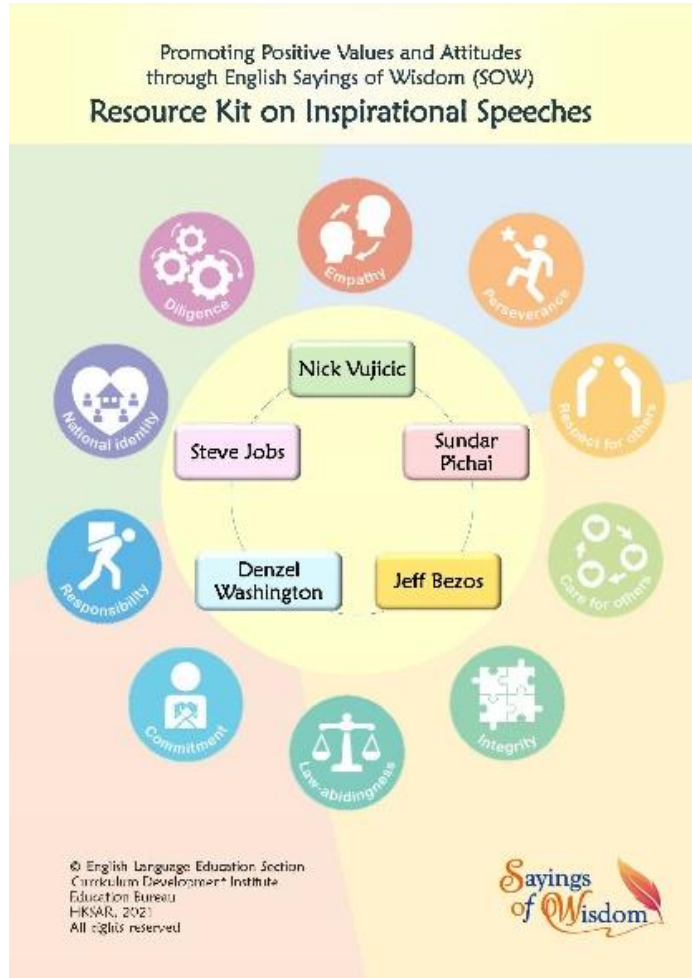 Promoting Positive Values and Attitudes
through English Sayings of Wisdom (SOW)
Resource Kit on Inspirational Speeches
Empathy
Diligence
Perseverance
Nick Vujicic
National identity
Respect for others
Steve Jobs
Sundar
Pichai
Responsibility
Care for others
Denzel
Washington
Jeff Bezos
Commitment
Integrity
Law-abidingness
© English Language Education Section
Curriculum Development Institute
Education Bureau
HKSAR, 2021
All rights reserved
Sayings
of Wisdom